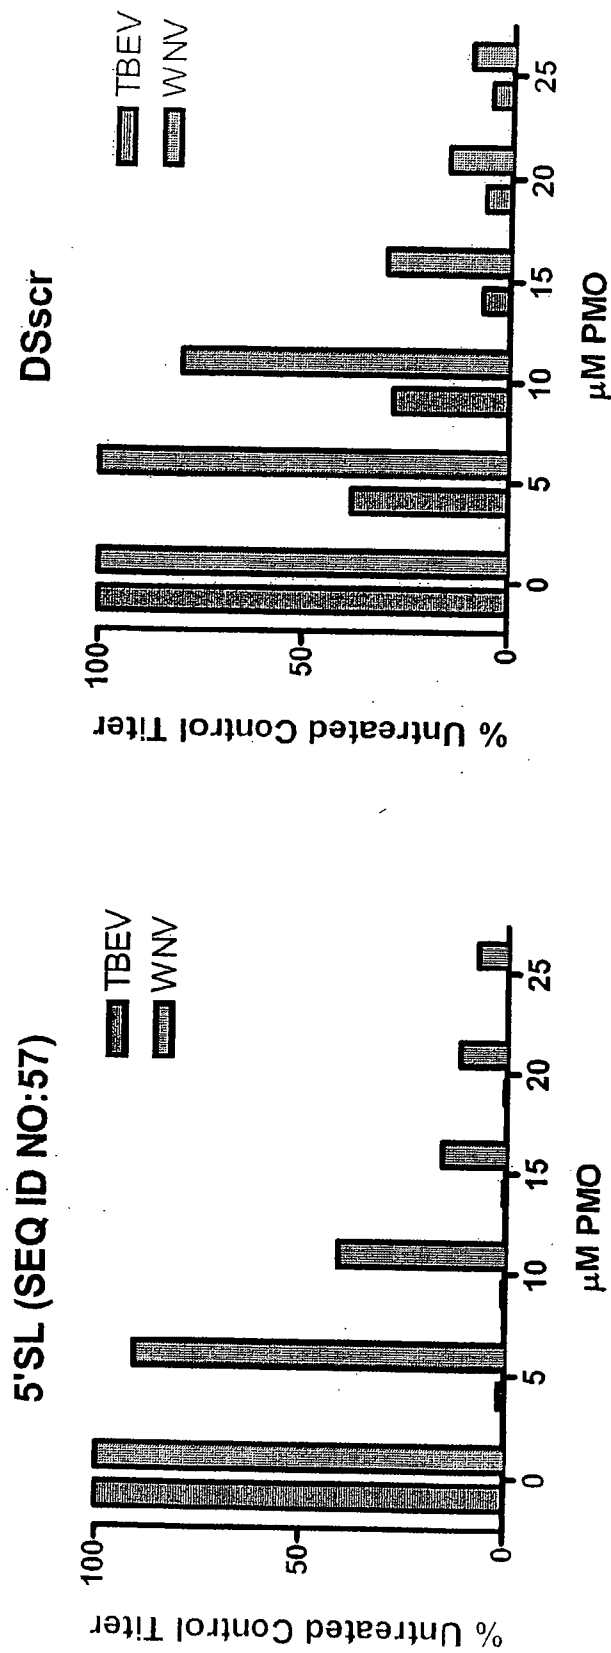 5'SL (SEQ ID NO:57)
TBEV
WNV
% Untreated Control Titer
100
50
0
0
5
10
15
20
25
µM PMO
DSscr
TBEV
WNV
% Untreated Control Titer
100
50
0
0
5
10
15
20
25
µM PMO